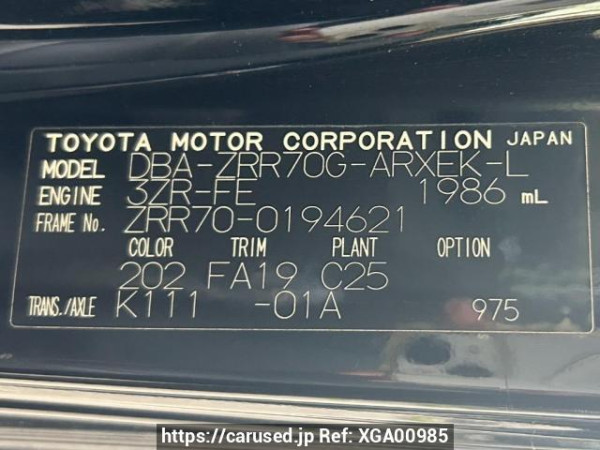 TOYOTA MOTOR CORPORATION JAPAN
MODEL DBA-ZRR70G-ARXEK-L
ENGINE 3ZR-FE 1986 mL
FRAME No. ZRR70-0194621
COLOR TRIM PLANT OPTION
202 FA19 C25
TRANS./AXLE K111 -01A 975
https://carused.jp Ref: XGA00985